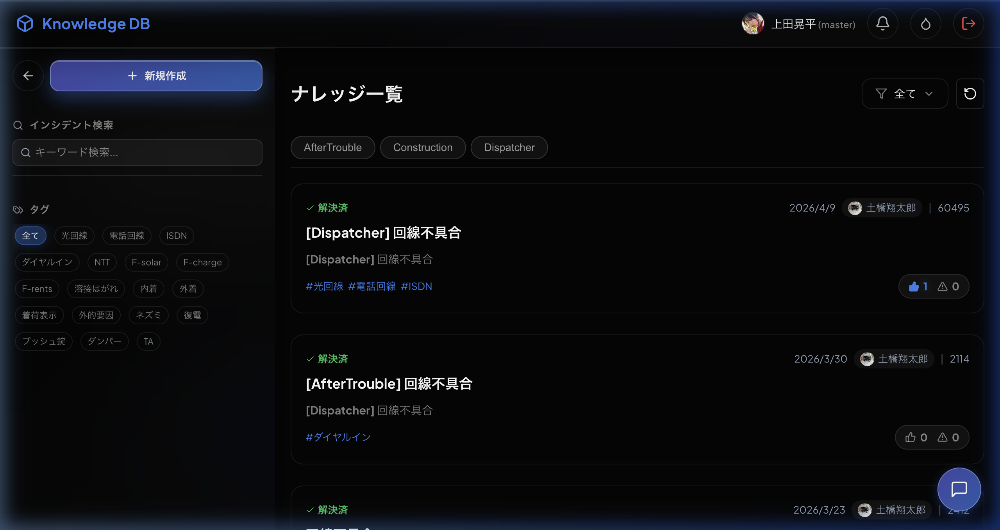 Knowledge DB
上田晃平 (master)
新規作成
インシデント検索
キーワード検索...
タグ
全て 光回線 電話回線 ISDN
ダイヤルイン NTT F-solar F-charge
F-rents 溶接はがれ 内着 外着
着荷表示 外的要因 ネズミ 復電
プッシュ錠 ダンパー TA
ナレッジ一覧
全て
AfterTrouble Construction Dispatcher
解決済
2026/4/9 土橋翔太郎 | 60495
[Dispatcher] 回線不具合
[Dispatcher] 回線不具合
#光回線 #電話回線 #ISDN
1 0
解決済
2026/3/30 土橋翔太郎 | 2114
[AfterTrouble] 回線不具合
[Dispatcher] 回線不具合
#ダイヤルイン
0 0
解決済
2026/3/23 土橋翔太郎 |